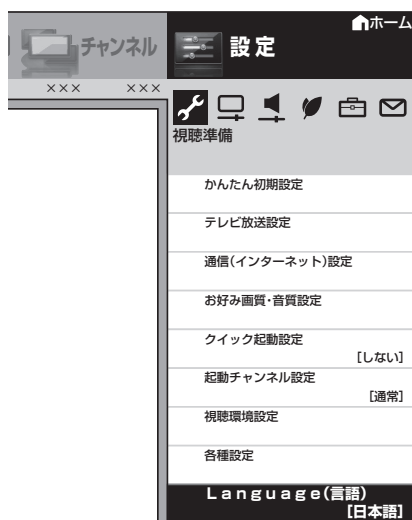 ホーム
チャンネル
設定
××× ×××
視聴準備
かんたん初期設定
テレビ放送設定
通信(インターネット)設定
お好み画質・音質設定
クイック起動設定
[しない]
起動チャンネル設定
[通常]
視聴環境設定
各種設定
Language(言語)
[日本語]